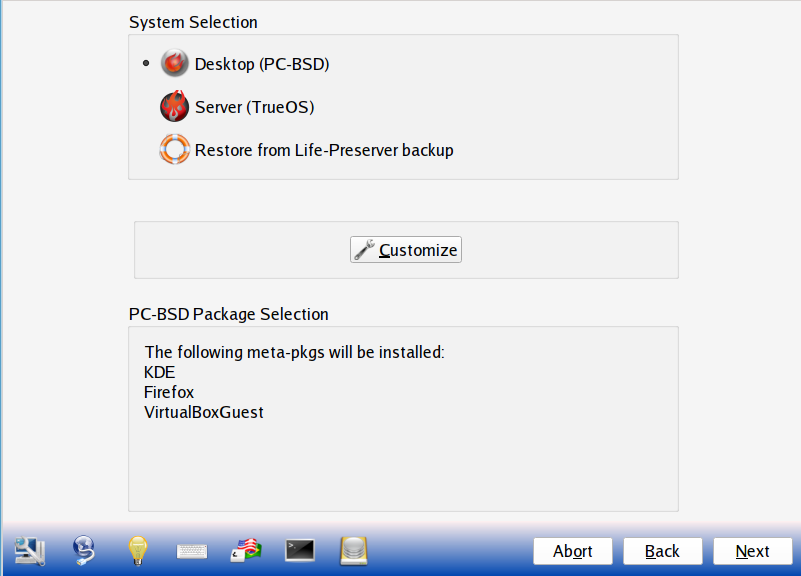 System Selection
Desktop (PC-BSD)
Server (TrueOS)
Restore from Life-Preserver backup
Customize
PC-BSD Package Selection
The following meta-pkgs will be installed:
KDE
Firefox
VirtualBoxGuest
Abort
Back
Next